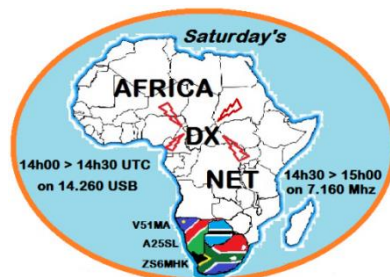 Saturday's
AFRICA
DX
NET
14h00 > 14h30 UTC
on 14.260 USB
14h30 > 15h00
on 7.160 Mhz
V51MA
A25SL
ZS6MHK